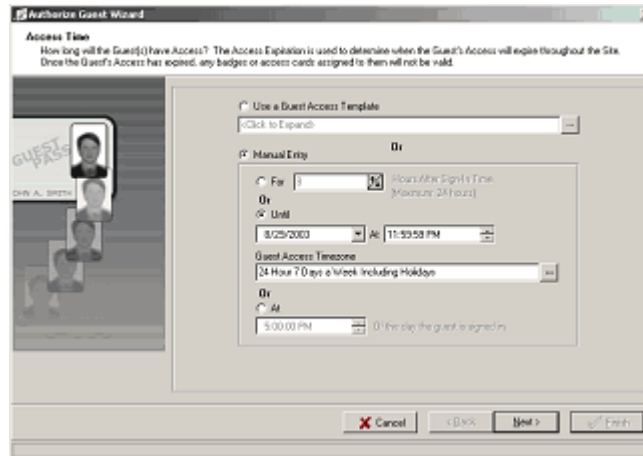 Authorize Guest Wizard
Access Time
How long will the Guest(s) have Access? The Access Expiration is used to determine when the Guest's Access will expire throughout the Site.
Once the Guest's Access has expired, any badges or access cards assigned to them will not be valid.
GUEST PASS
OHN A. SMITH
Use a Guest Access Template
<Click to Expand>
Or
Manual Entry
For
Hours After Sign-In Time.
(Maximum: 24 hours)
Or
Until
8/25/2003 At 11:59:59 PM
Guest Access Timezone
24 Hour 7 Days a Week Including Holidays
Or
At
5:00:00 PM Of the day the guest is signed in.
Cancel < Back Next > Finish